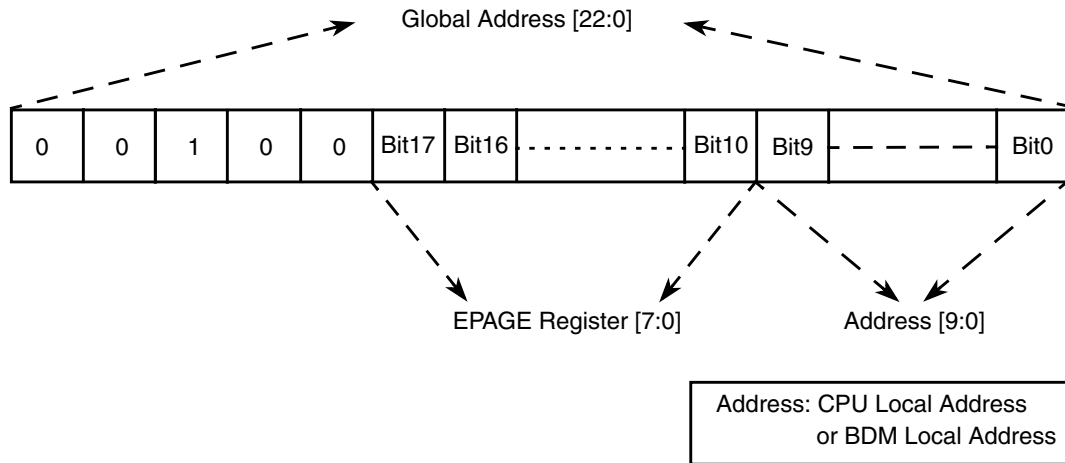 Global Address [22:0]
0 0 1 0 0 Bit17 Bit16 Bit10 Bit9 Bit0
EPAGE Register [7:0] Address [9:0]
Address: CPU Local Address
or BDM Local Address